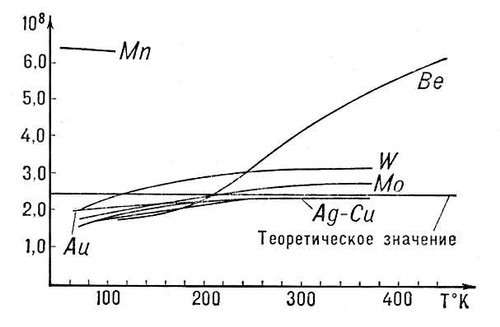 10⁸
Mn
6,0
Be
5,0
4,0
3,0
W
Mo
2,0
Au
Ag-Cu
Теоретическое значение
1,0
100
200
300
400
T°K